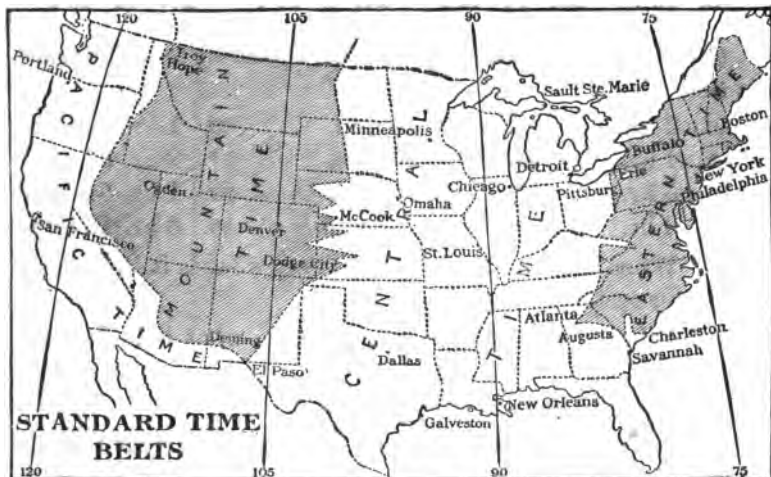 120
105
90
75
Troy
Hope
Portland
Sault Ste. Marie
Minneapolis
Boston
Buffalo
Detroit
Erie
New York
Chicago
Pittsburg
Philadelphia
Ogden
Omaha
McCook
San Francisco
Denver
St. Louis
Dodge City
Atlanta
Deming
Augusta
Charleston
El Paso
Dallas
Savannah
New Orleans
Galveston
PACIFIC TIME
MOUNTAIN TIME
CENTRAL TIME
EASTERN TIME
STANDARD TIME
BELTS
120
105
90
75